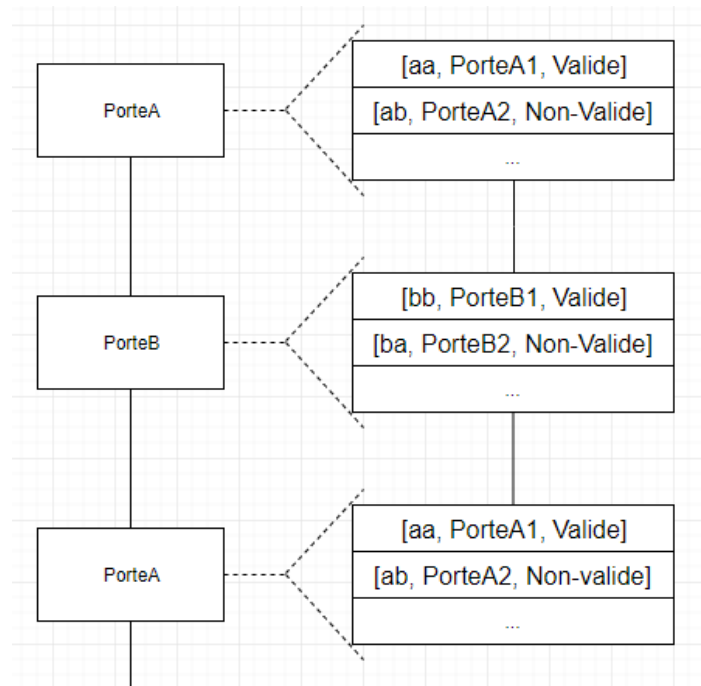 PorteA
[aa, PorteA1, Valide]
[ab, PorteA2, Non-Valide]
...
PorteB
[bb, PorteB1, Valide]
[ba, PorteB2, Non-Valide]
...
PorteA
[aa, PorteA1, Valide]
[ab, PorteA2, Non-valide]
...